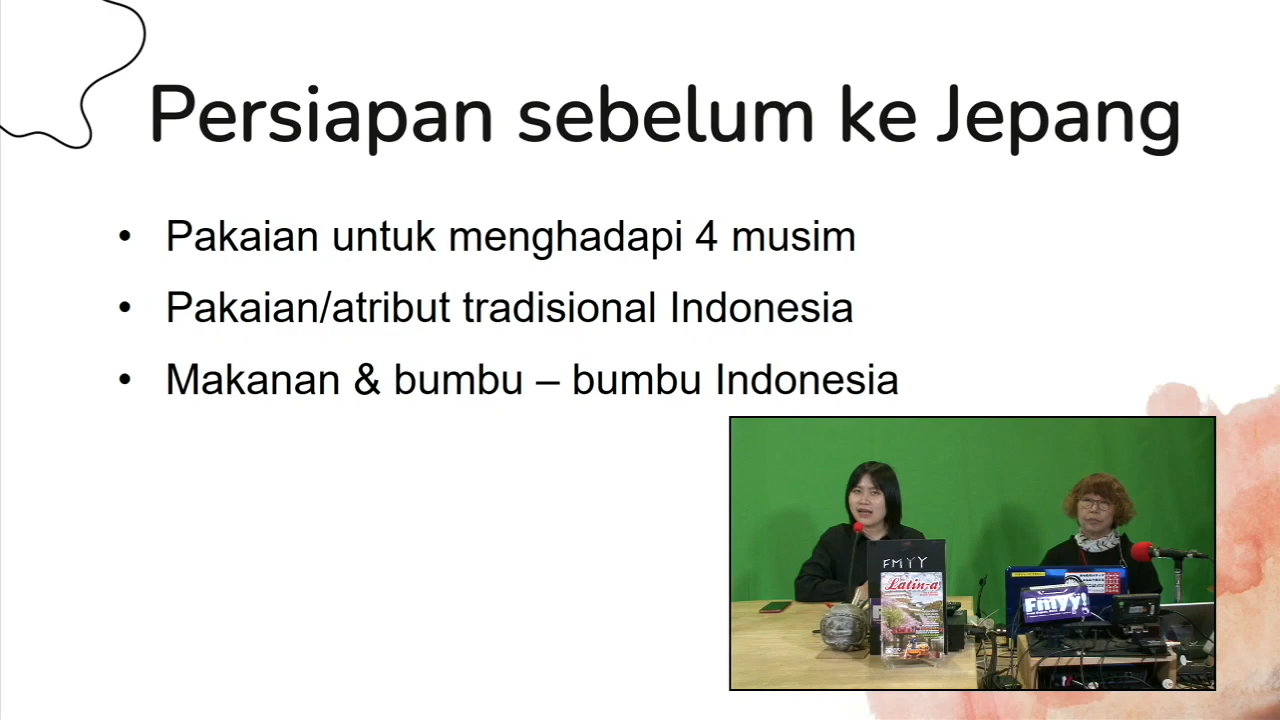 Persiapan sebelum ke Jepang
• Pakaian untuk menghadapi 4 musim
• Pakaian/atribut tradisional Indonesia
• Makanan & bumbu – bumbu Indonesia
FMYY
Latin-a
Fmyy!